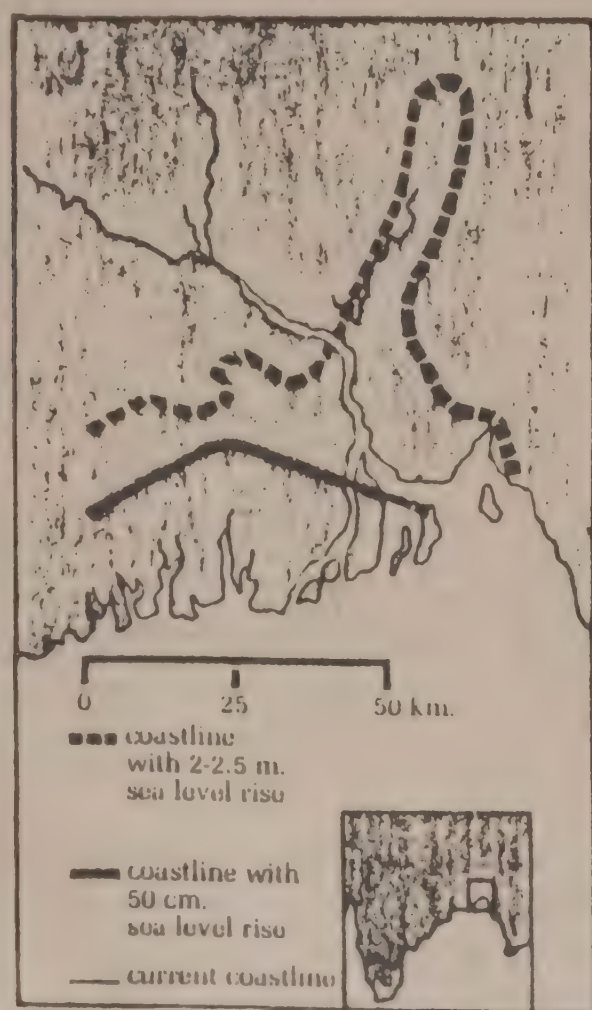 0 25 50 km.
coastline
with 2-2.5 m.
sea level rise
coastline with
50 cm.
sea level rise
current coastline